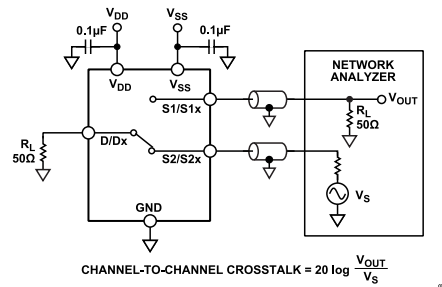 VDD
VSS
0.1µF
0.1µF
VDD
VSS
NETWORK
ANALYZER
S1/S1x
VOUT
RL
50Ω
D/Dx
RL
50Ω
S2/S2x
VS
GND
CHANNEL-TO-CHANNEL CROSSTALK = 20 log VOUT
VS